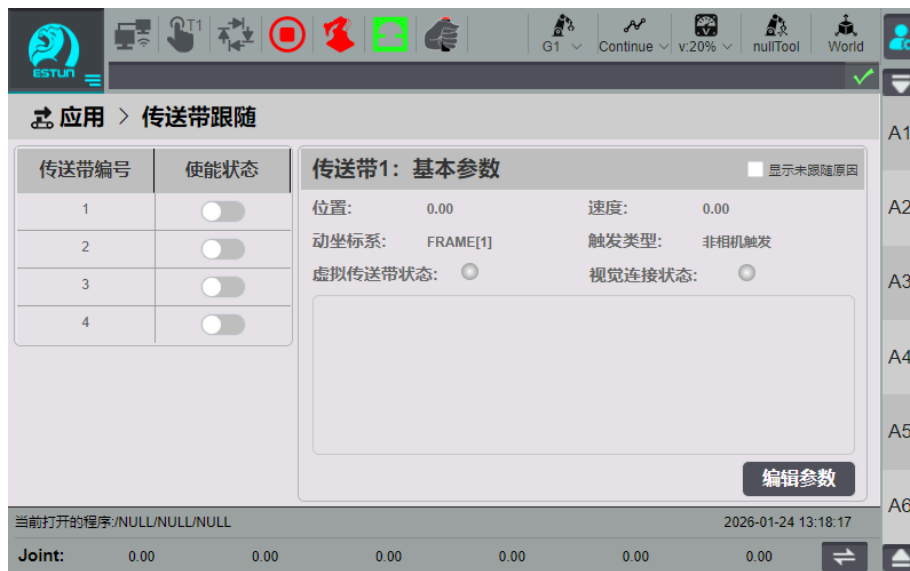 T1
G1 Continue v:20% nullTool World
ESTUN
应用 > 传送带跟随
A1
传送带编号 使能状态
传送带1：基本参数 显示未跟随原因
1
位置: 0.00 速度: 0.00
A2
2
动坐标系: FRAME[1] 触发类型: 非相机触发
虚拟传送带状态: 视觉连接状态:
3
A3
4
A4
A5
编辑参数
A6
当前打开的程序:/NULL/NULL/NULL 2026-01-24 13:18:17
Joint: 0.00 0.00 0.00 0.00 0.00 0.00